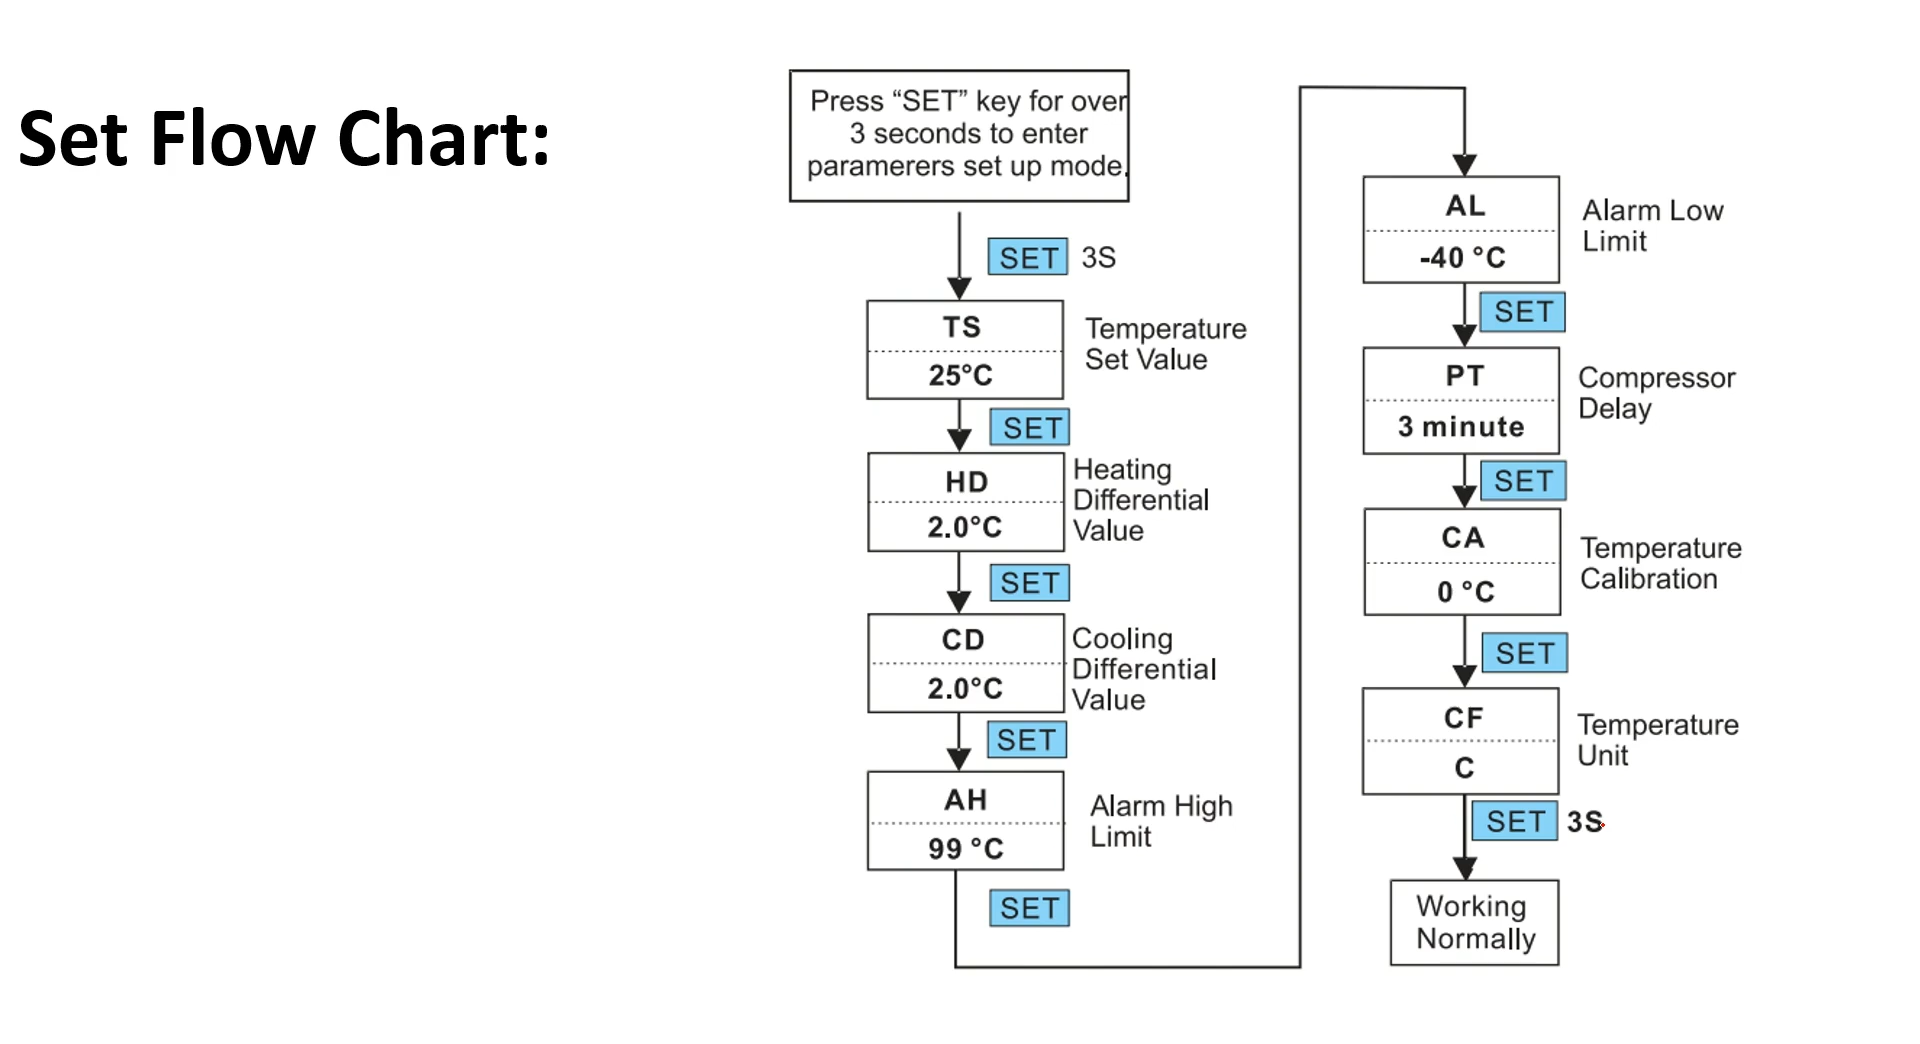 Set Flow Chart:
Press “SET” key for over
3 seconds to enter
paramerers set up mode.
SET 3S
TS
25°C
Temperature
Set Value
SET
HD
2.0°C
Heating
Differential
Value
SET
CD
2.0°C
Cooling
Differential
Value
SET
AH
99 °C
Alarm High
Limit
SET
AL
-40 °C
Alarm Low
Limit
SET
PT
3 minute
Compressor
Delay
SET
CA
0 °C
Temperature
Calibration
SET
CF
C
Temperature
Unit
SET 3S
Working
Normally